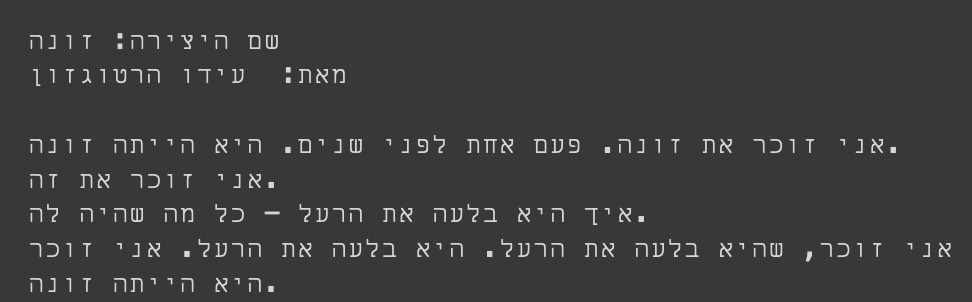 שם היצירה: זונה
מאת: עידו הרטוגזון
אני זוכר את זונה. פעם אחת לפני שנים. היא הייתה זונה.
אני זוכר את זה.
איך היא בלעה את הרעל – כל מה שהיה לה.
אני זוכר, שהיא בלעה את הרעל. היא בלעה את הרעל. אני זוכר
היא הייתה זונה.